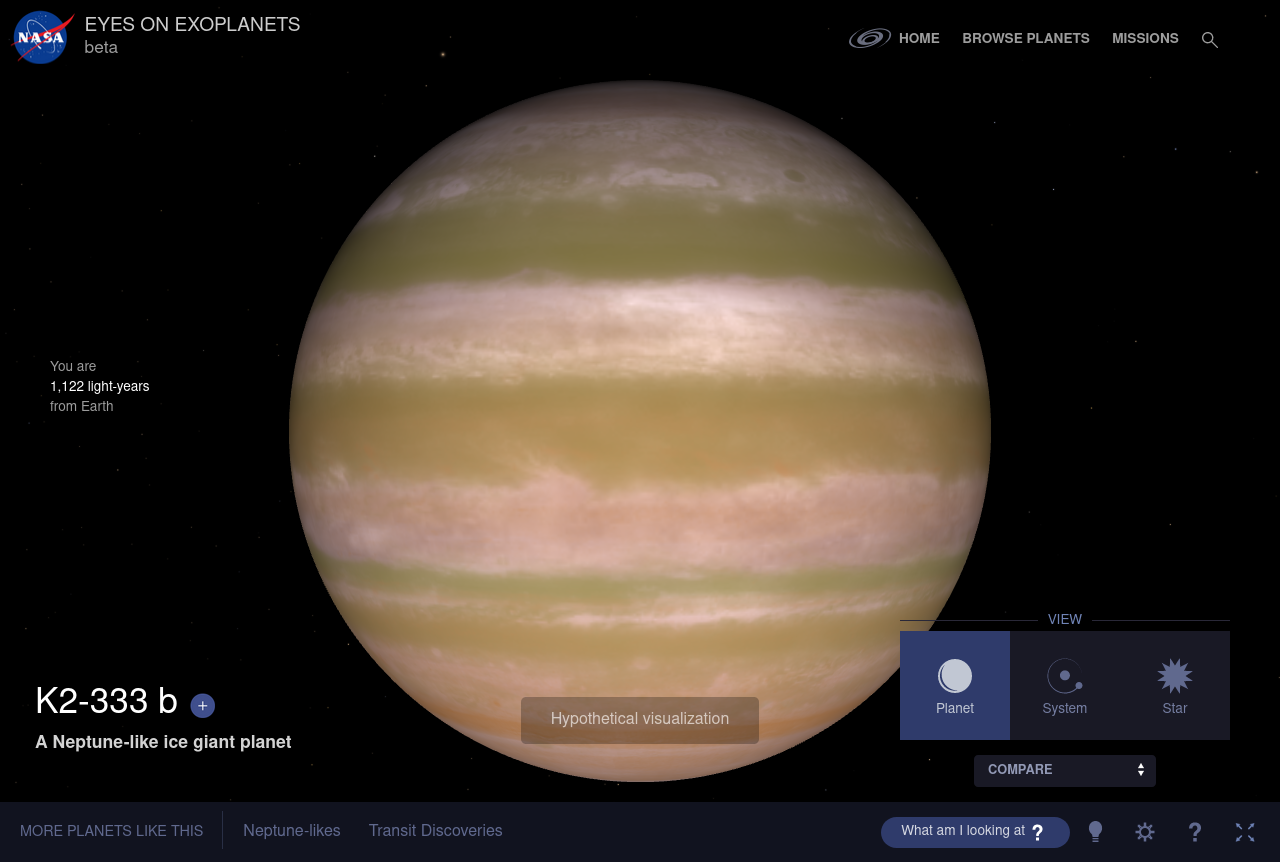 NASA
EYES ON EXOPLANETS
beta
HOME
BROWSE PLANETS
MISSIONS
You are
1,122 light-years
from Earth
K2-333 b +
A Neptune-like ice giant planet
Hypothetical visualization
VIEW
Planet
System
Star
COMPARE
MORE PLANETS LIKE THIS
Neptune-likes
Transit Discoveries
What am I looking at ?
?